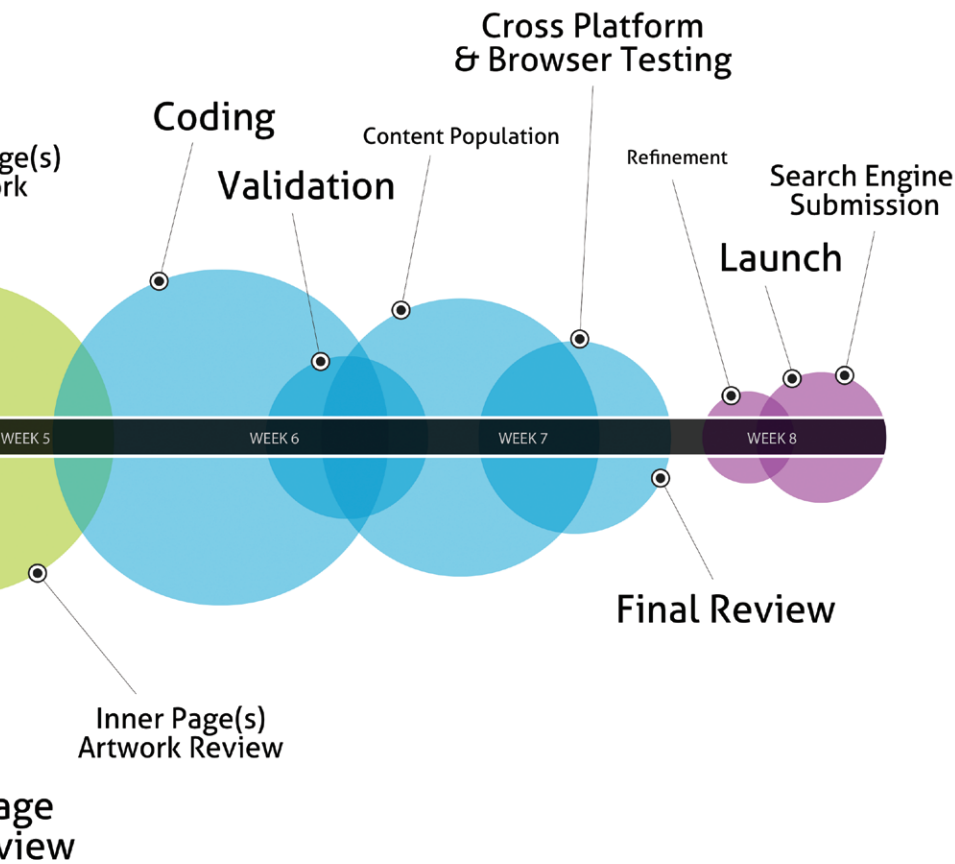 Cross Platform
& Browser Testing
Coding
Content Population
ge(s)
rk
Validation
Refinement
Search Engine
Submission
Launch
WEEK 5
WEEK 6
WEEK 7
WEEK 8
Final Review
Inner Page(s)
Artwork Review
age
view